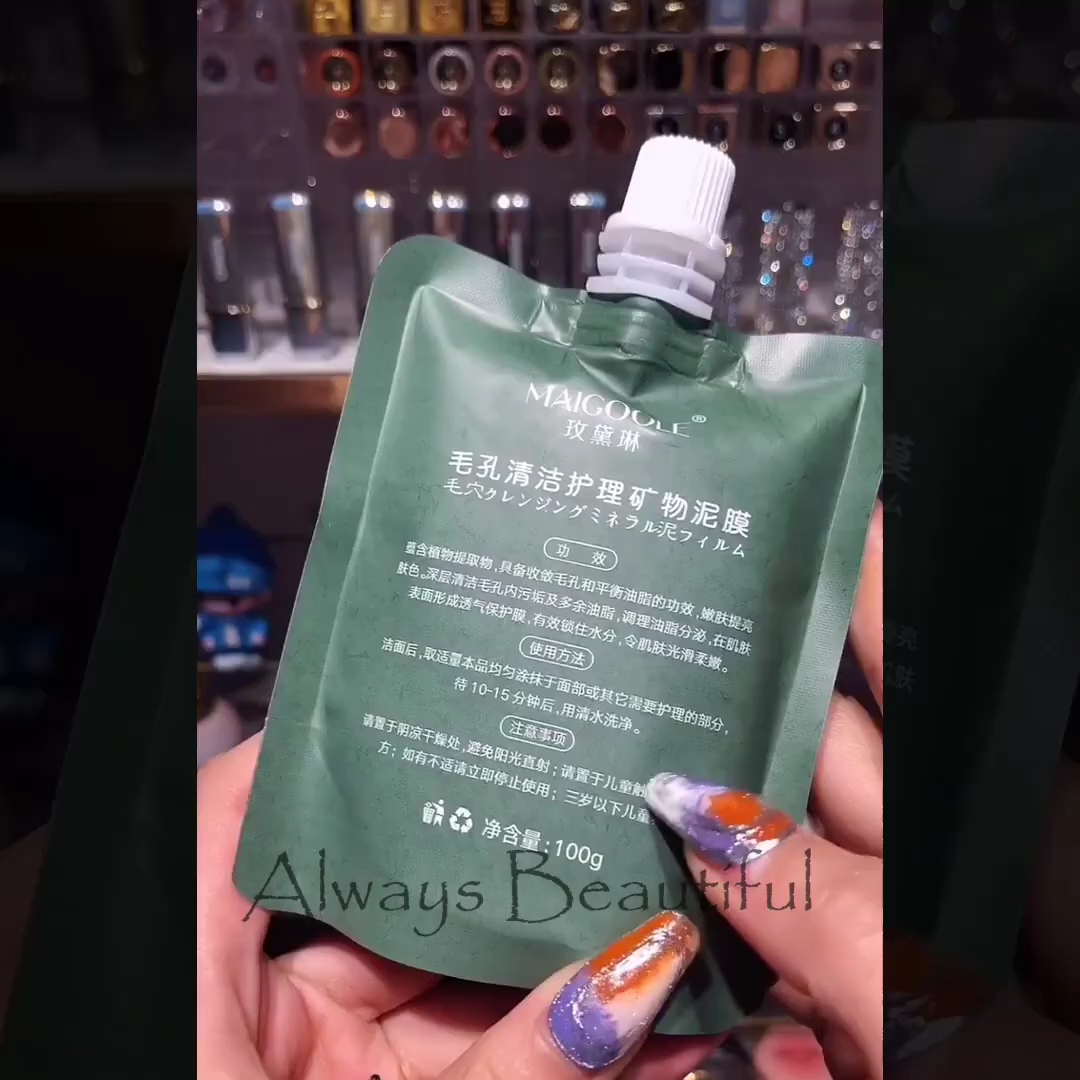 MAIGOOLE®
玫黛琳
毛孔清洁护理矿物泥膜
毛穴クレンジングミネラル泥フィルム
功 效
蕴含植物提取物,具备收敛毛孔和平衡油脂的功效,嫩肤提亮
肤色。深层清洁毛孔内污垢及多余油脂,调理油脂分泌,在肌肤
表面形成透气保护膜,有效锁住水分,令肌肤光滑柔嫩。
使用方法
洁面后,取适量本品均匀涂抹于面部或其它需要护理的部分,
待 10-15 分钟后,用清水洗净。
注意事项
请置于阴凉干燥处,避免阳光直射;请置于儿童触
方;如有不适请立即停止使用;三岁以下儿童
净含量:100g
Always Beautiful